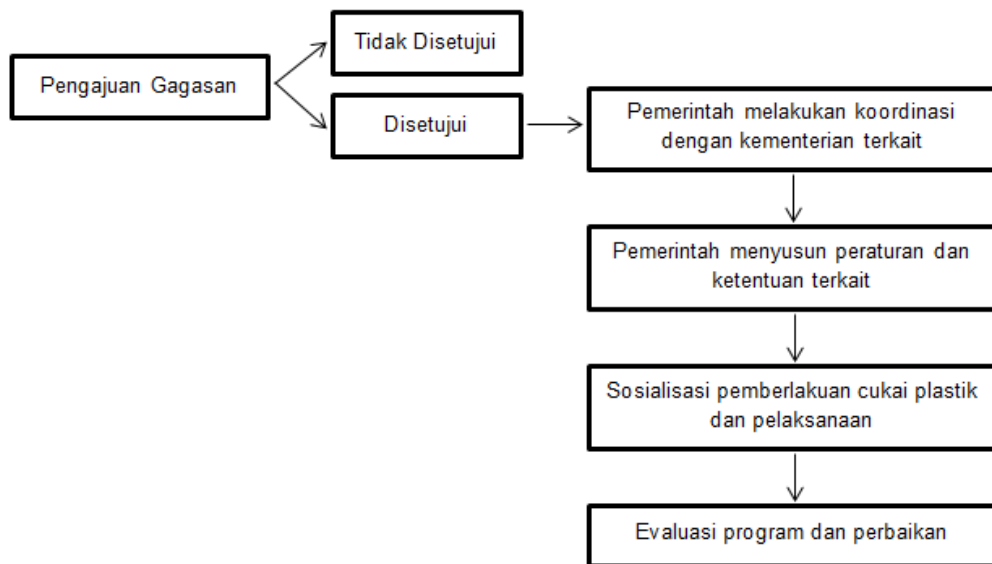 Tidak Disetujui
Pengajuan Gagasan
Disetujui
Pemerintah melakukan koordinasi
dengan kementerian terkait
Pemerintah menyusun peraturan dan
ketentuan terkait
Sosialisasi pemberlakuan cukai plastik
dan pelaksanaan
Evaluasi program dan perbaikan